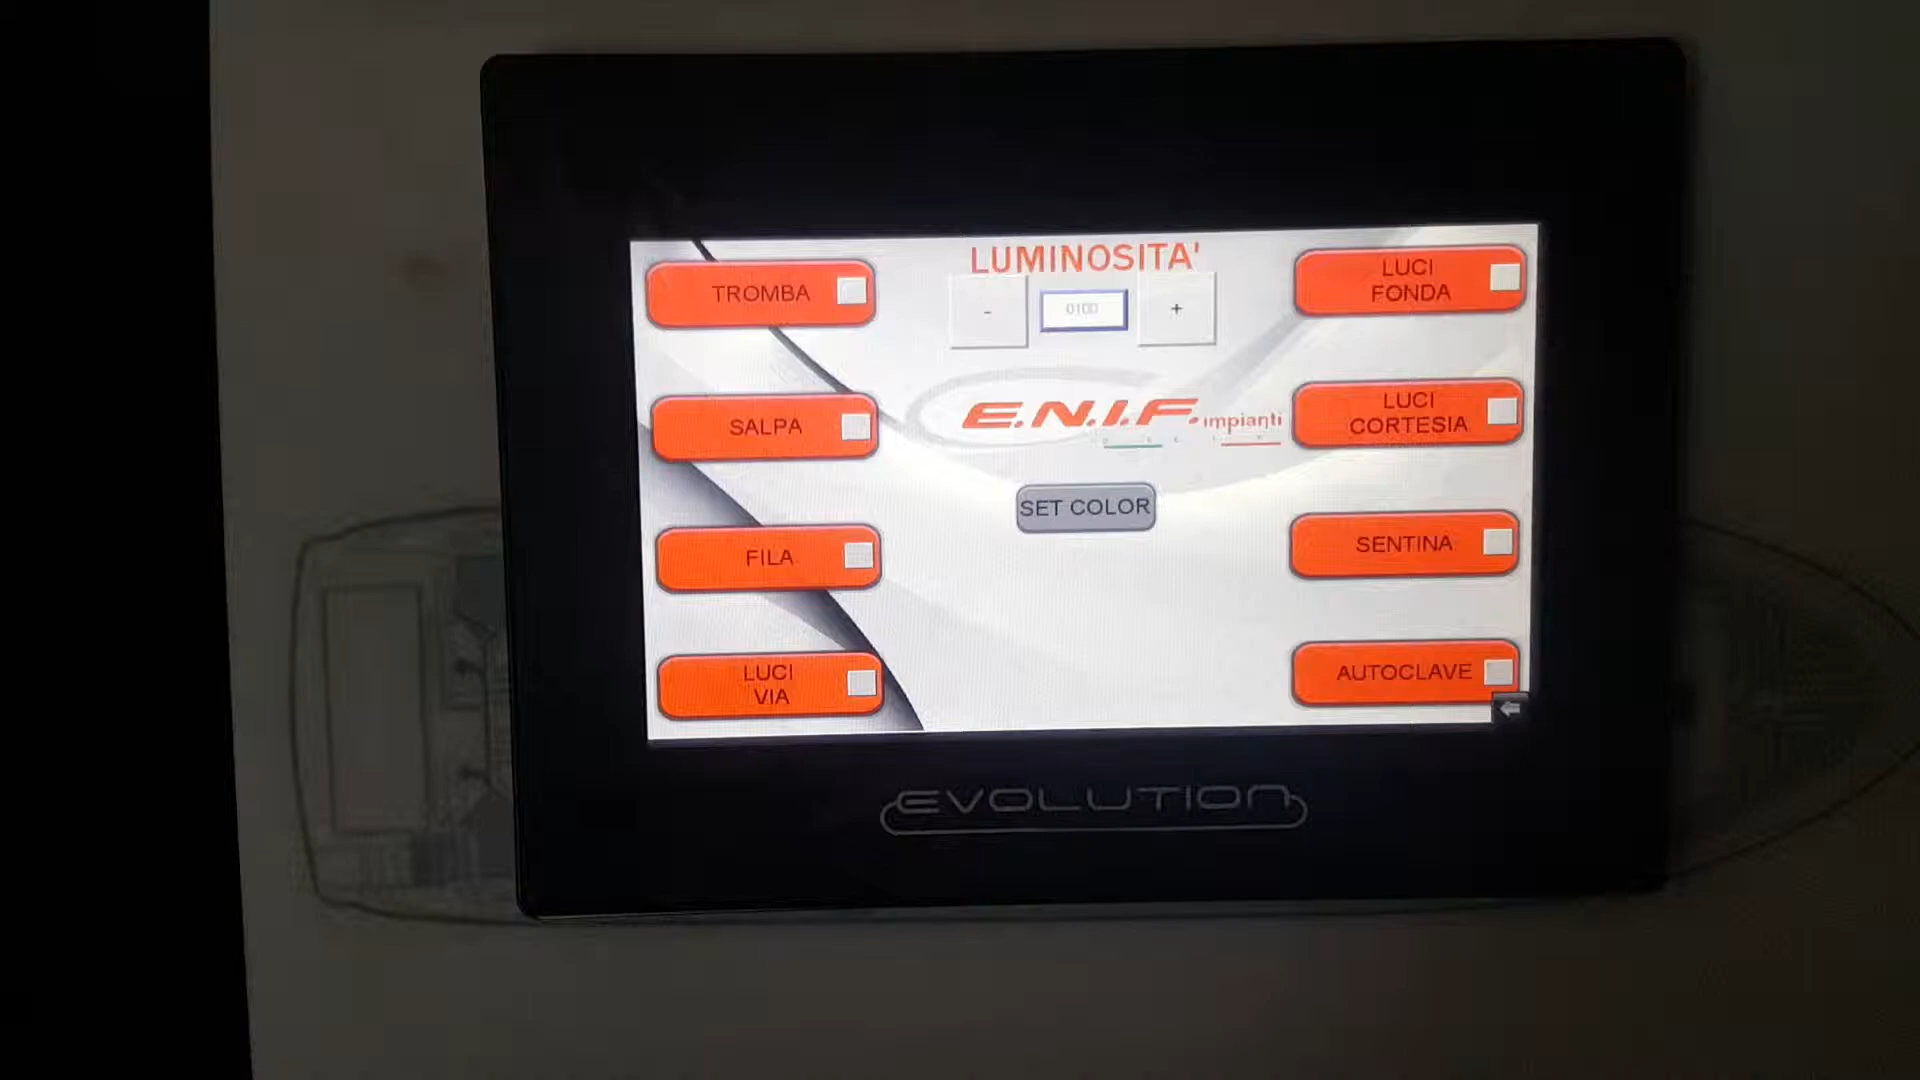 LUMINOSITA'
- 0100 +
TROMBA
SALPA
FILA
LUCI
VIA
E.N.I.F. impianti
SET COLOR
LUCI
FONDA
LUCI
CORTESIA
SENTINA
AUTOCLAVE
EVOLUTION